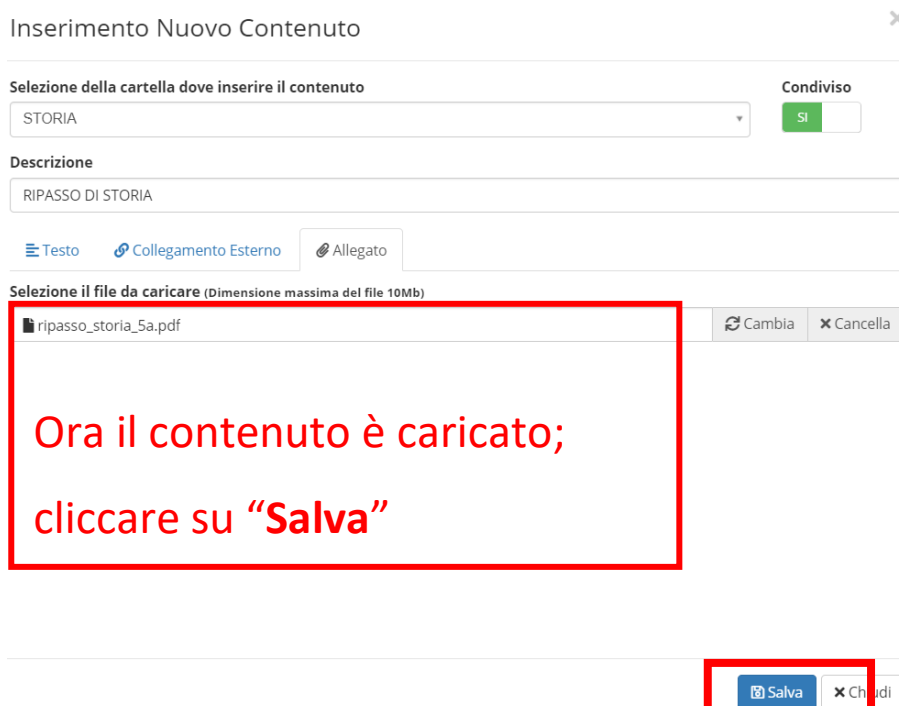 Inserimento Nuovo Contenuto
Selezione della cartella dove inserire il contenuto
Condiviso
STORIA
SI
Descrizione
RIPASSO DI STORIA
Testo Collegamento Esterno Allegato
Selezione il file da caricare (Dimensione massima del file 10Mb)
ripasso_storia_5a.pdf Cambia Cancella
Ora il contenuto è caricato;
cliccare su “Salva”
Salva Chiudi